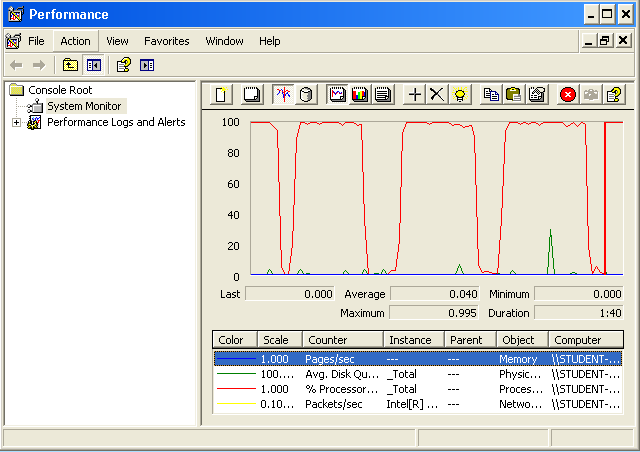 Performance
File Action View Favorites Window Help
Console Root
System Monitor
Performance Logs and Alerts
100
80
60
40
20
0
Last 0.000 Average 0.040 Minimum 0.000
Maximum 0.995 Duration 1:40
Color Scale Counter Instance Parent Object Computer
1.000 Pages/sec --- --- Memory \\STUDENT-...
100.... Avg. Disk Qu... _Total --- Physic... \\STUDENT-...
1.000 % Processor... _Total --- Proces... \\STUDENT-...
0.10... Packets/sec Intel[R] ... --- Netwo... \\STUDENT-...